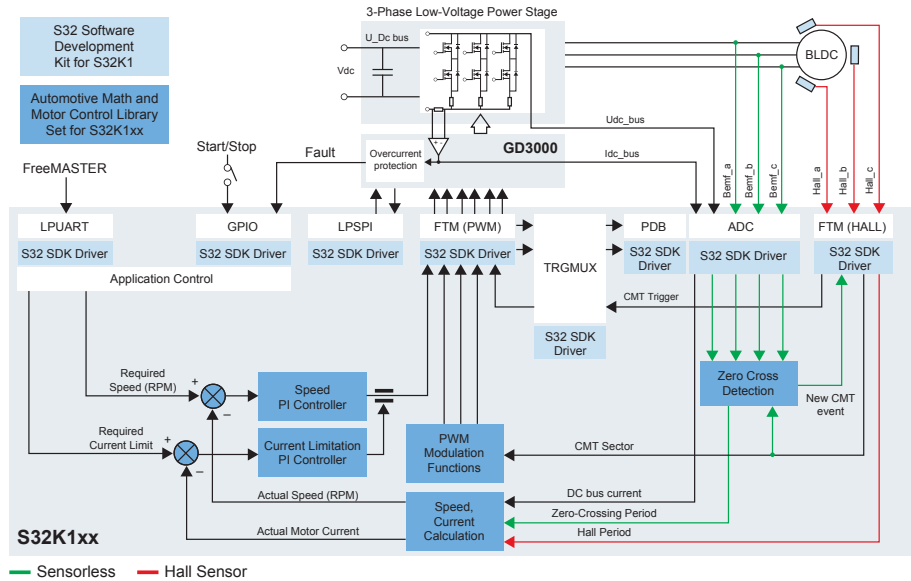 3-Phase Low-Voltage Power Stage
S32 Software
Development
Kit for S32K1
Automotive Math and
Motor Control Library
Set for S32K1xx
U_Dc bus
Vdc
BLDC
Udc_bus
GD3000
Idc_bus
Overcurrent
protection
+ -
Start/Stop
Fault
FreeMASTER
Bemf_a
Bemf_b
Bemf_c
Hall_a
Hall_b
Hall_c
LPUART
S32 SDK Driver
GPIO
S32 SDK Driver
LPSPI
S32 SDK Driver
FTM (PWM)
S32 SDK Driver
TRGMUX
S32 SDK
Driver
PDB
S32 SDK
Driver
ADC
S32 SDK Driver
FTM (HALL)
S32 SDK
Driver
Application Control
CMT Trigger
Required
Speed (RPM)
+
–
Speed
PI Controller
Required
Current Limit
+
–
Current Limitation
PI Controller
PWM
Modulation
Functions
Zero Cross
Detection
New CMT
event
CMT Sector
Actual Speed (RPM)
Actual Motor Current
Speed,
Current
Calculation
DC bus current
Zero-Crossing Period
Hall Period
S32K1xx
Sensorless
Hall Sensor